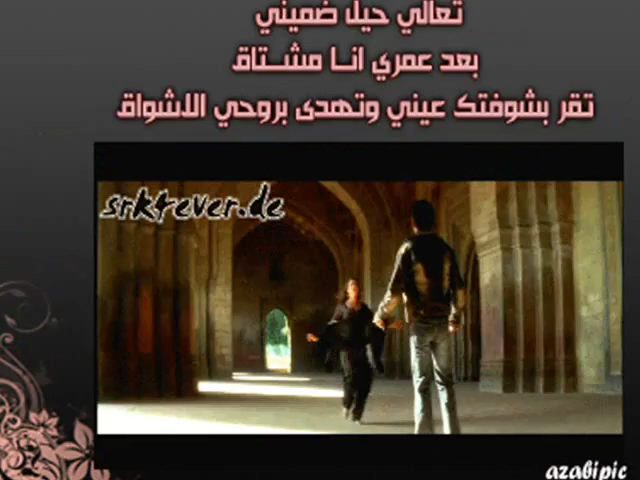 تعالي حيل ضميني
بعد عمري انا مشتاق
تقر بشوفتك عيني وتهدى بروحي الاشواق
srk4ever.de
azabipic